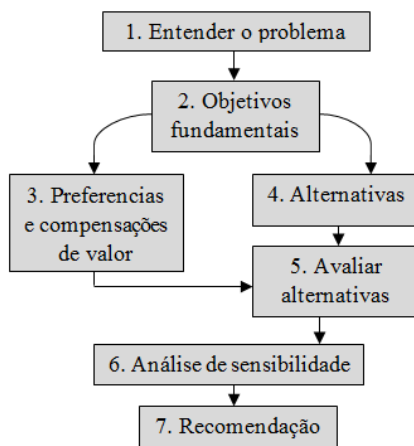 1. Entender o problema
2. Objetivos
fundamentais
3. Preferencias
e compensações
de valor
4. Alternativas
5. Avaliar
alternativas
6. Análise de sensibilidade
7. Recomendação